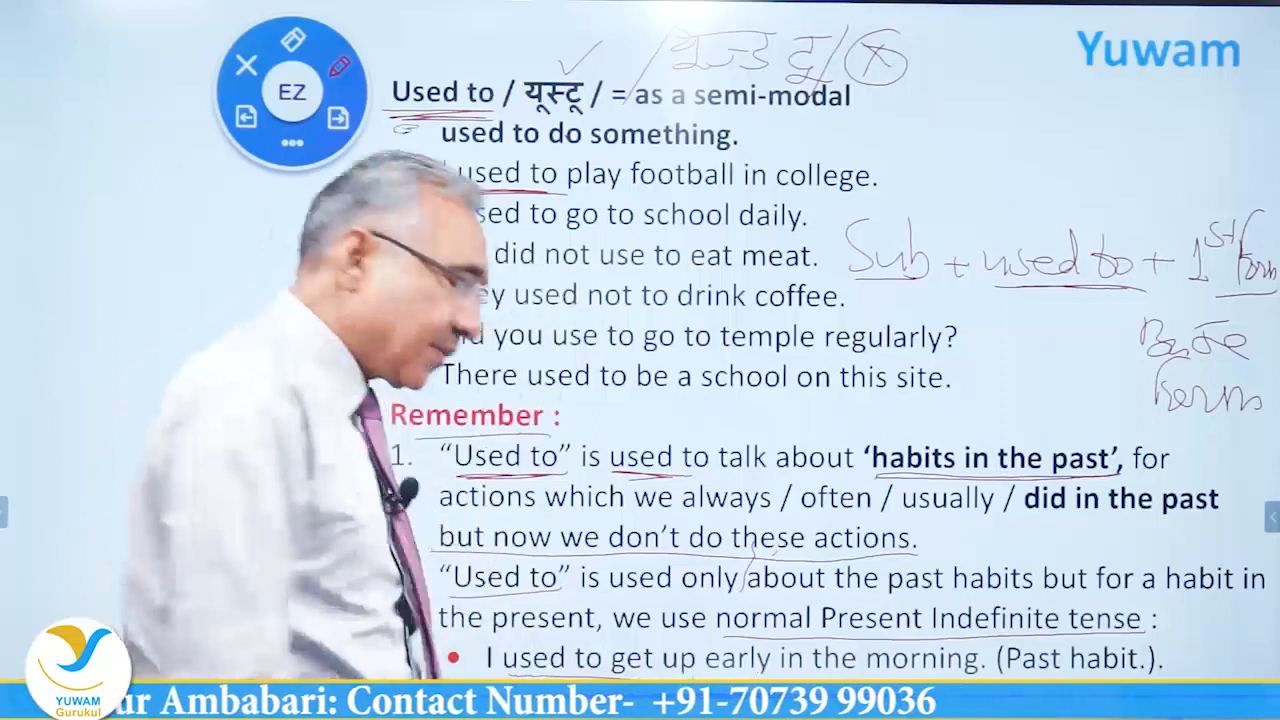 Yuwam
/ यूज्ड टू / X
EZ
Used to / यूस्टू / = as a semi-modal
used to do something.
used to play football in college.
sed to go to school daily.
did not use to eat meat.
Sub + used to + 1st form
ey used not to drink coffee.
you use to go to temple regularly?
Base
form
There used to be a school on this site.
Remember :
1. “Used to” is used to talk about ‘habits in the past’, for
actions which we always / often / usually / did in the past
but now we don’t do these actions.
“Used to” is used only about the past habits but for a habit in
the present, we use normal Present Indefinite tense :
• I used to get up early in the morning. (Past habit.).
YUWAM
Gurukul
ur Ambabari: Contact Number- +91-70739 99036